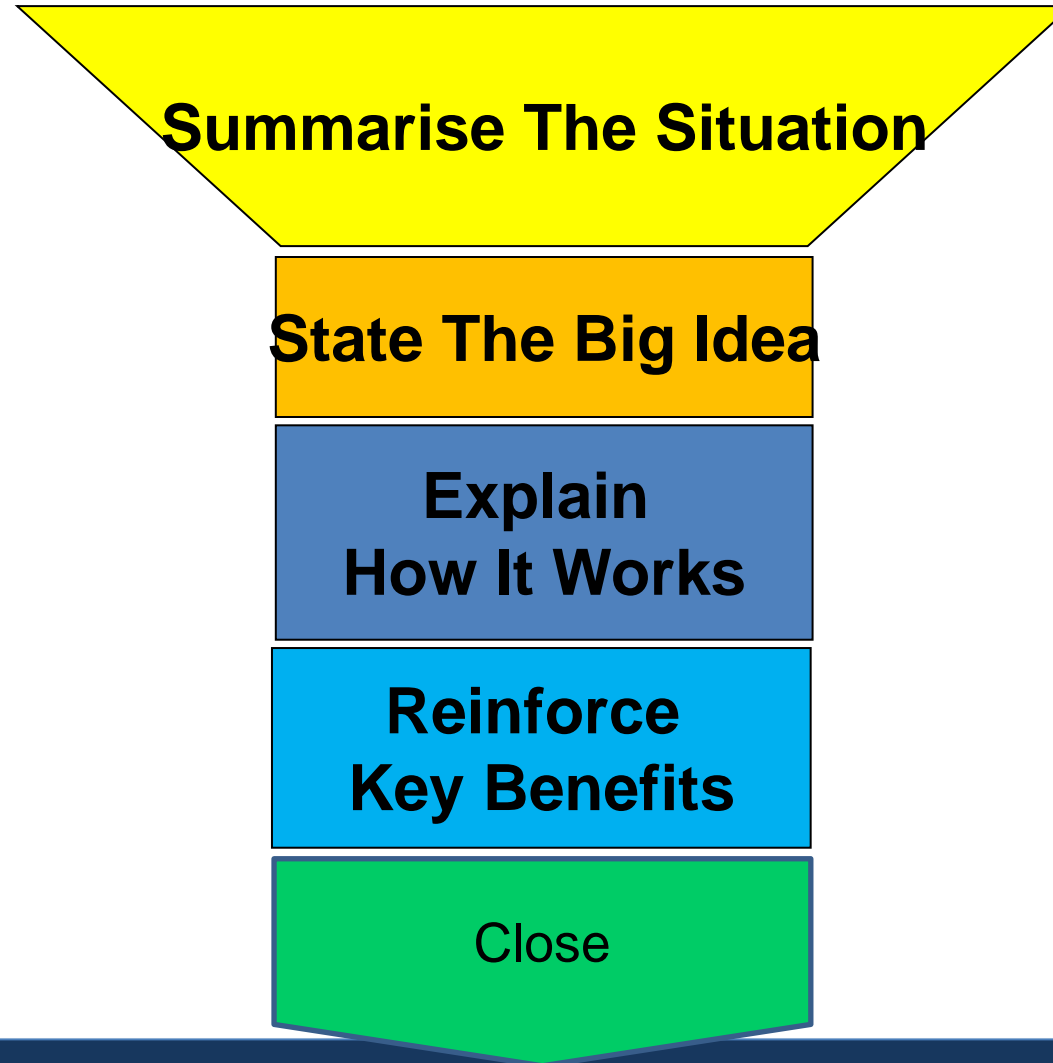 Summarise The Situation
State The Big Idea
Explain
How It Works
Reinforce
Key Benefits
Close